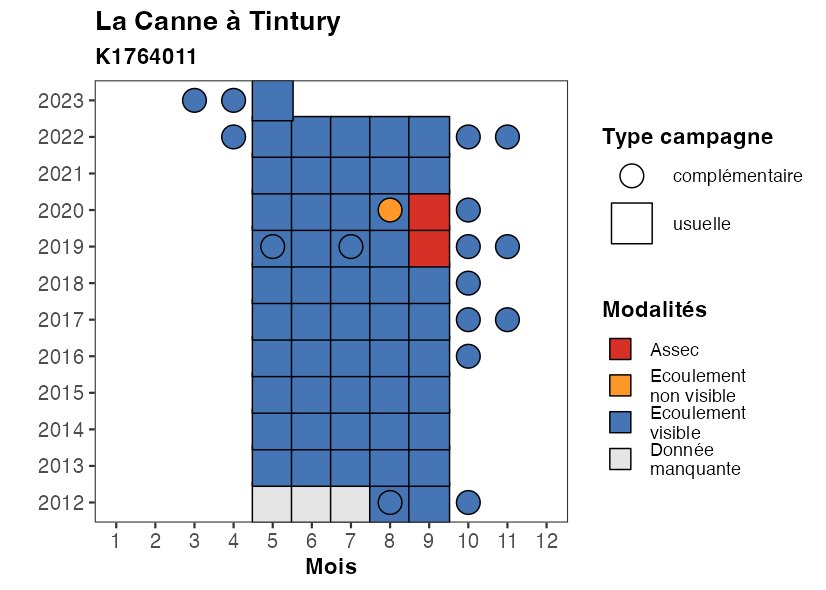 La Canne à Tintury
K1764011
2023
2022
2021
2020
2019
2018
2017
2016
2015
2014
2013
2012
1 2 3 4 5 6 7 8 9 10 11 12
Mois
Type campagne
complémentaire
usuelle
Modalités
Assec
Ecoulement
non visible
Ecoulement
visible
Donnée
manquante